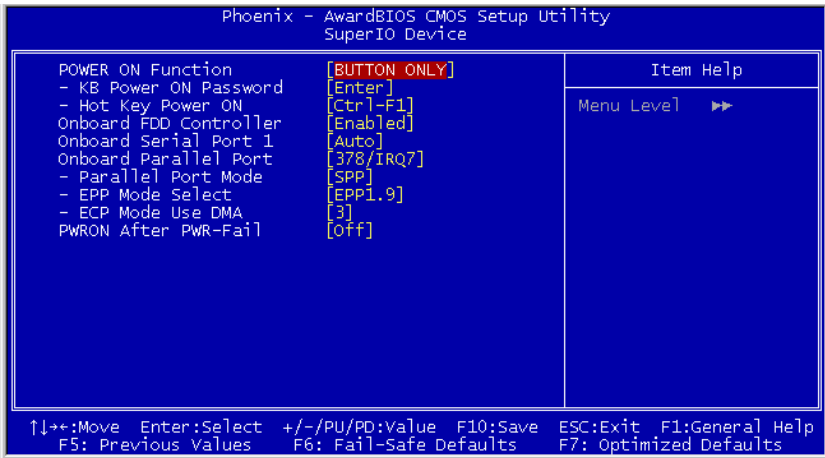 Phoenix - AwardBIOS CMOS Setup Utility
SuperIO Device
POWER ON Function [BUTTON ONLY]
- KB Power ON Password [Enter]
- Hot Key Power ON [Ctrl-F1]
Onboard FDD Controller [Enabled]
Onboard Serial Port 1 [Auto]
Onboard Parallel Port [378/IRQ7]
- Parallel Port Mode [SPP]
- EPP Mode Select [EPP1.9]
- ECP Mode Use DMA [3]
PWRON After PWR-Fail [Off]
Item Help
Menu Level ►►
↑↓→←:Move Enter:Select +/-/PU/PD:Value F10:Save ESC:Exit F1:General Help
F5: Previous Values F6: Fail-Safe Defaults F7: Optimized Defaults